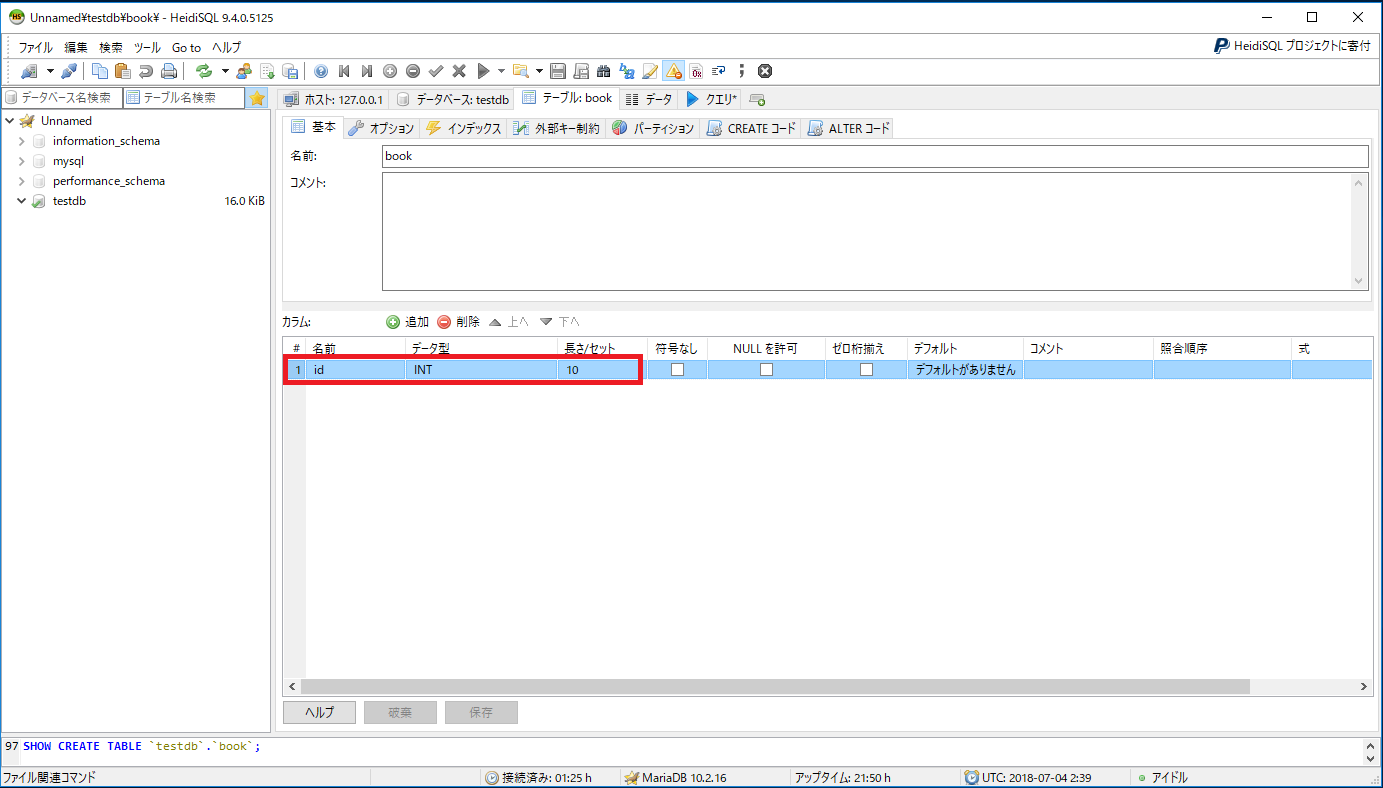 Unnamed¥testdb¥book¥ - HeidiSQL 9.4.0.5125
ファイル 編集 検索 ツール Go to ヘルプ
HeidiSQL プロジェクトに寄付
データベース名検索 テーブル名検索
ホスト: 127.0.0.1 データベース: testdb テーブル: book データ クエリ*
Unnamed
information_schema
mysql
performance_schema
testdb 16.0 KiB
基本 オプション インデックス 外部キー制約 パーティション CREATE コード ALTER コード
名前: book
コメント:
カラム: 追加 削除 上へ 下へ
# 名前 データ型 長さ/セット 符号なし NULL を許可 ゼロ桁揃え デフォルト コメント 照合順序 式
1 id INT 10 デフォルトがありません
ヘルプ 破棄 保存
97 SHOW CREATE TABLE `testdb`.`book`;
ファイル関連コマンド 接続済み: 01:25 h MariaDB 10.2.16 アップタイム: 21:50 h UTC: 2018-07-04 2:39 アイドル